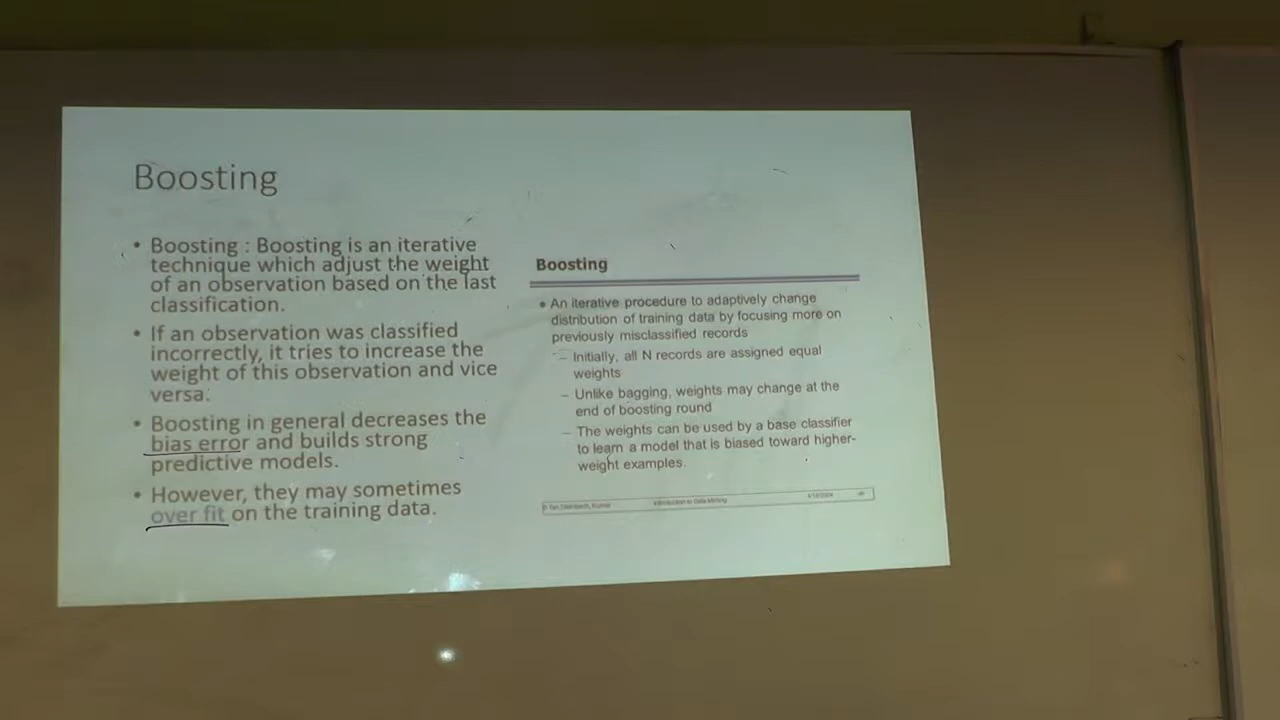 Boosting
• Boosting : Boosting is an iterative
technique which adjust the weight
of an observation based on the last
classification.
• If an observation was classified
incorrectly, it tries to increase the
weight of this observation and vice
versa.
• Boosting in general decreases the
bias error and builds strong
predictive models.
• However, they may sometimes
over fit on the training data.
Boosting
• An iterative procedure to adaptively change
distribution of training data by focusing more on
previously misclassified records
– Initially, all N records are assigned equal
weights
– Unlike bagging, weights may change at the
end of boosting round
– The weights can be used by a base classifier
to learn a model that is biased toward higher-
weight examples.
Introduction to Data Mining